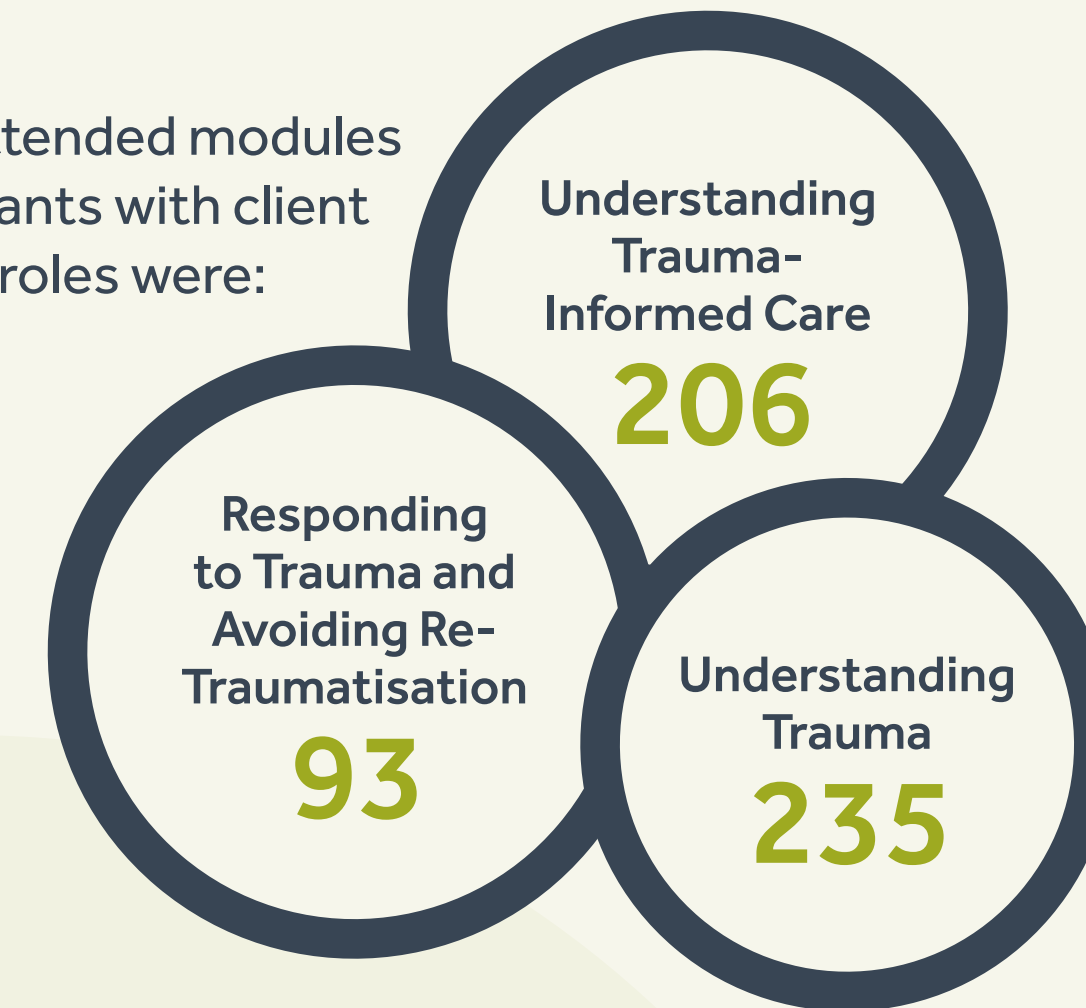 tended modules
ants with client
roles were:
Understanding
Trauma-
Informed Care
206
Responding
to Trauma and
Avoiding Re-
Traumatisation
93
Understanding
Trauma
235